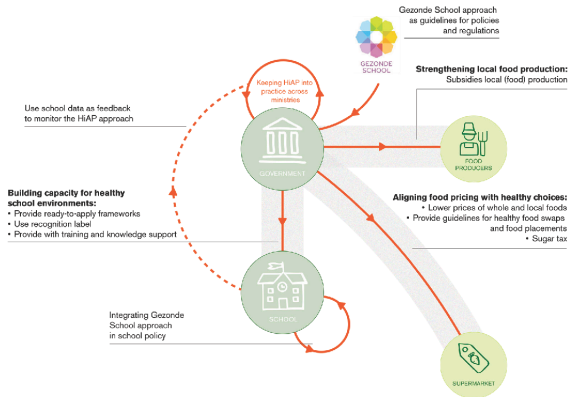 Gezonde School approach
as guidelines for policies
and regulations
GEZONDE
SCHOOL
Keeping HiAP into
practice across
ministries
Strengthening local food production:
Subsidies local (food) production
Use school data as feedback
to monitor the HiAP approach
GOVERNMENT
FOOD
PRODUCERS
Building capacity for healthy
school environments:
• Provide ready-to-apply frameworks
• Use recognition label
• Provide with training and knowledge support
Aligning food pricing with healthy choices:
• Lower prices of whole and local foods
• Provide guidelines for healthy food swaps
and food placements
• Sugar tax
SCHOOL
Integrating Gezonde
School approach
in school policy
SUPERMARKET